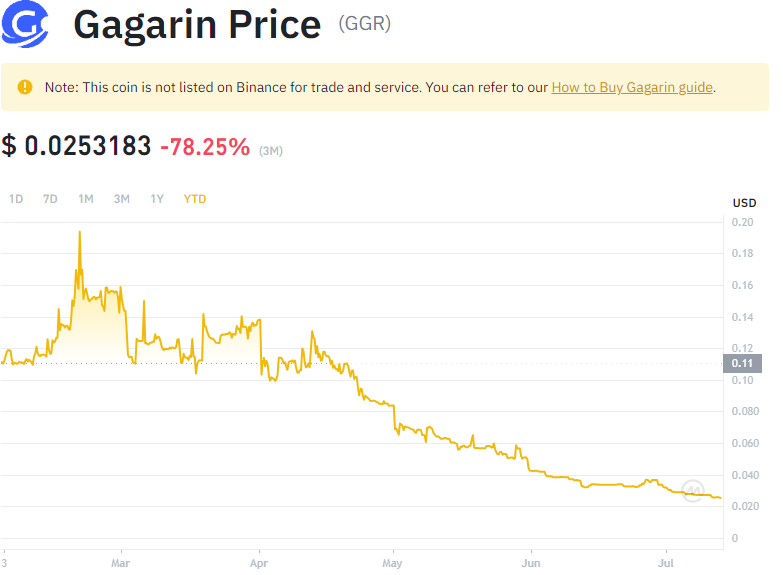 Gagarin Price (GGR)
Note: This coin is not listed on Binance for trade and service. You can refer to our How to Buy Gagarin guide.
$ 0.0253183 -78.25% (3M)
1D 7D 1M 3M 1Y YTD
USD
0.20
0.18
0.16
0.14
0.12
0.11
0.10
0.080
0.060
0.040
0.020
0
3 Mar Apr May Jun Jul